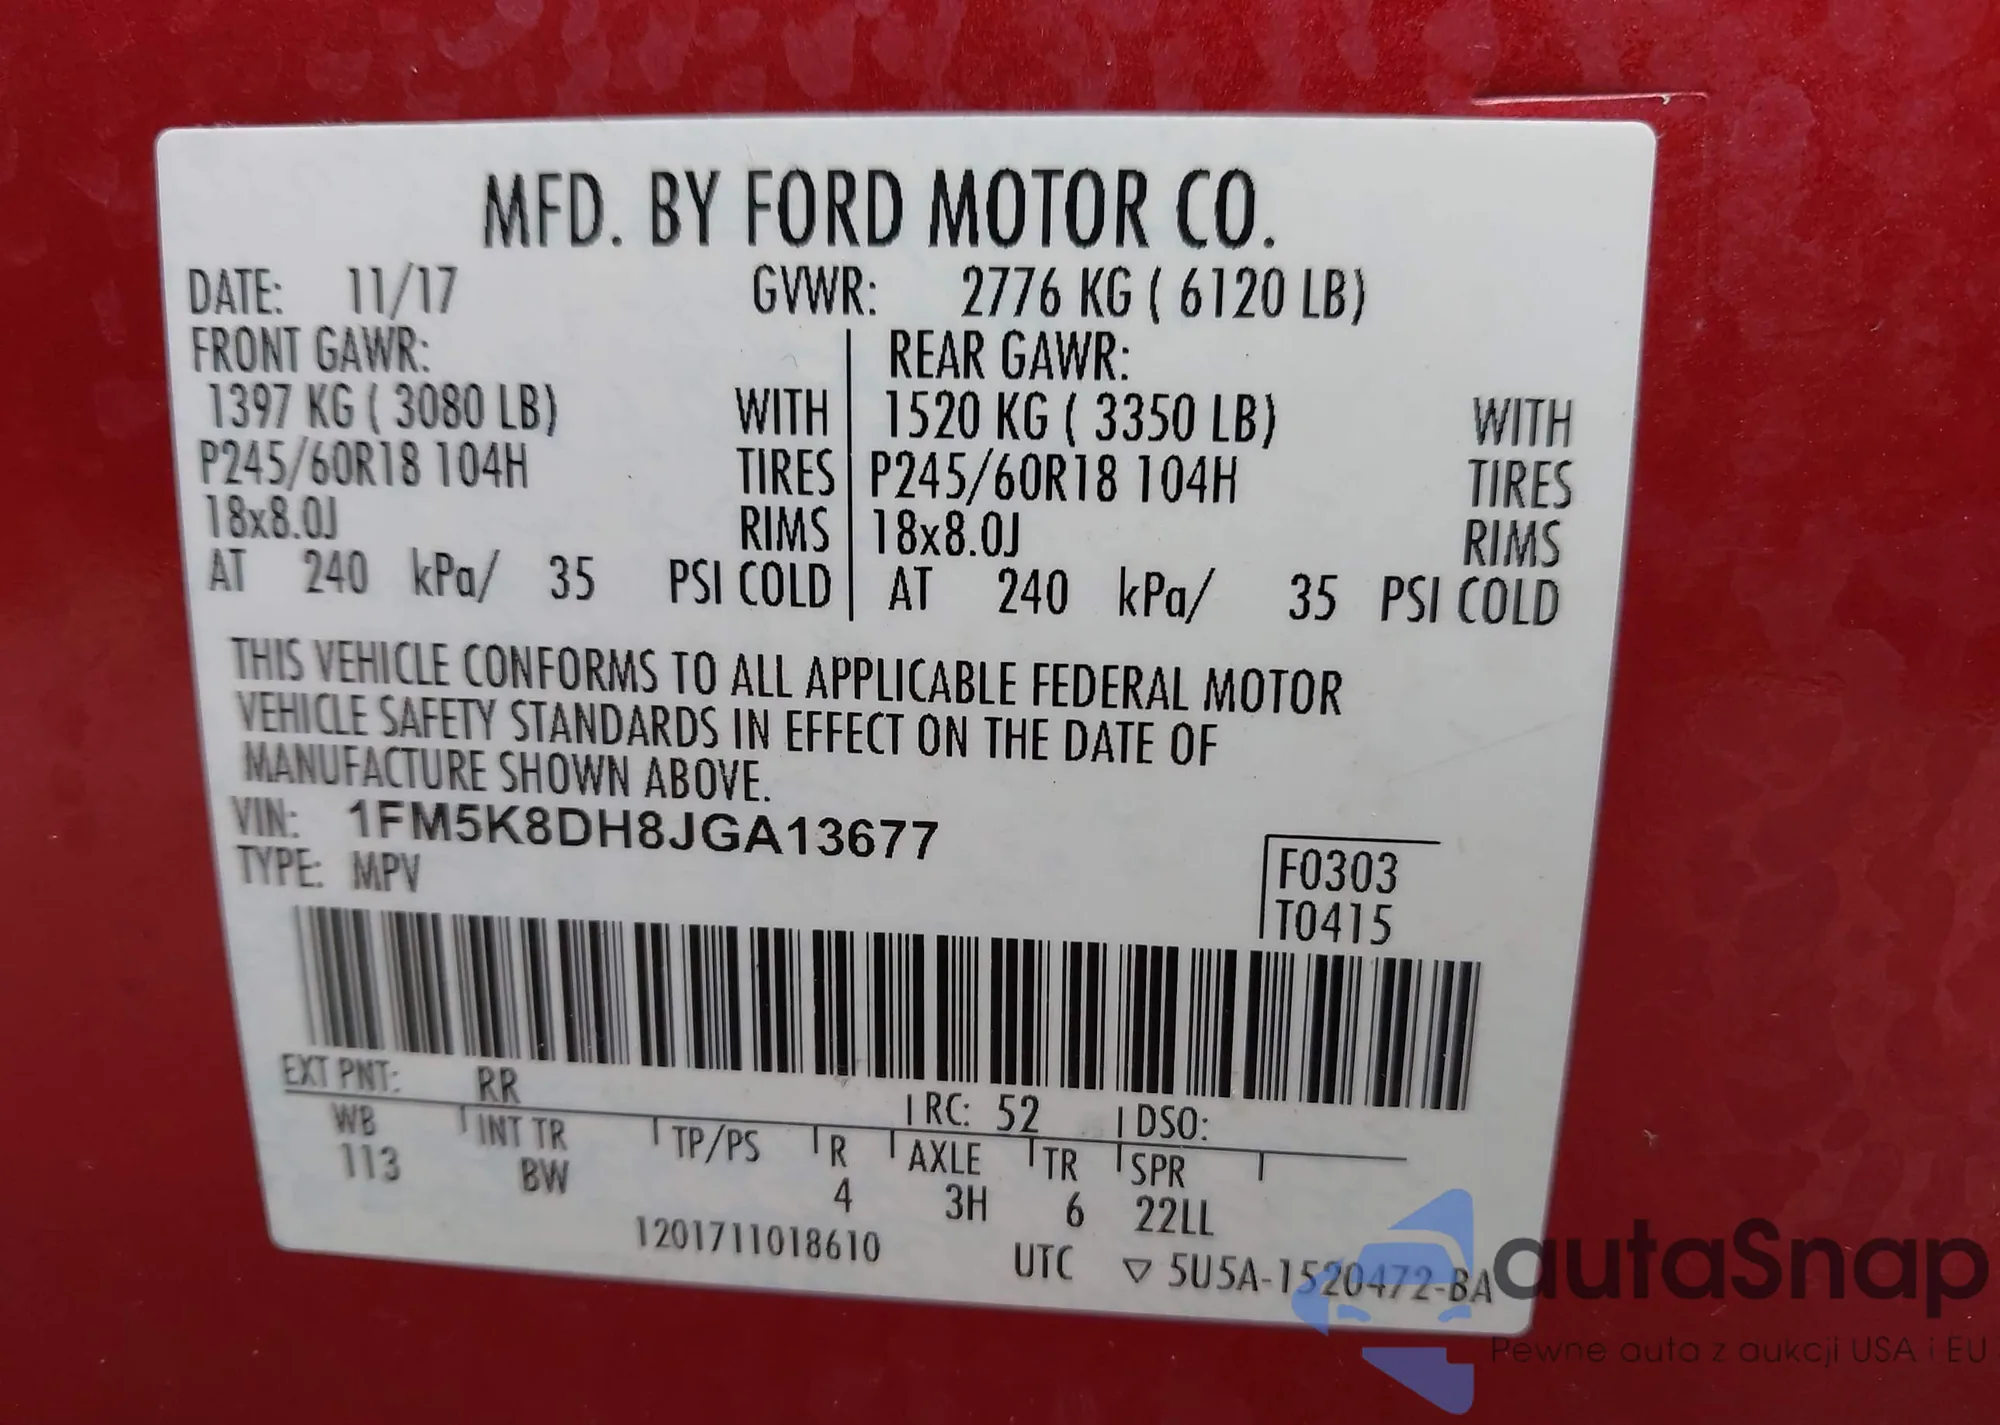 MFD. BY FORD MOTOR CO.
DATE: 11/17 GVWR: 2776 KG ( 6120 LB)
FRONT GAWR: REAR GAWR:
1397 KG ( 3080 LB) WITH 1520 KG ( 3350 LB) WITH
P245/60R18 104H TIRES P245/60R18 104H TIRES
18x8.0J RIMS 18x8.0J RIMS
AT 240 kPa/ 35 PSI COLD AT 240 kPa/ 35 PSI COLD
THIS VEHICLE CONFORMS TO ALL APPLICABLE FEDERAL MOTOR
VEHICLE SAFETY STANDARDS IN EFFECT ON THE DATE OF
MANUFACTURE SHOWN ABOVE.
VIN: 1FM5K8DH8JGA13677
TYPE: MPV
F0303
T0415
EXT PNT: RR RC: 52 DSO:
WB INT TR TP/PS R AXLE TR SPR
113 BW 4 3H 6 22LL
1201711018610 UTC ▽ 5U5A-1520472-BA
autaSnap
Pewne auta z aukcji USA i EU